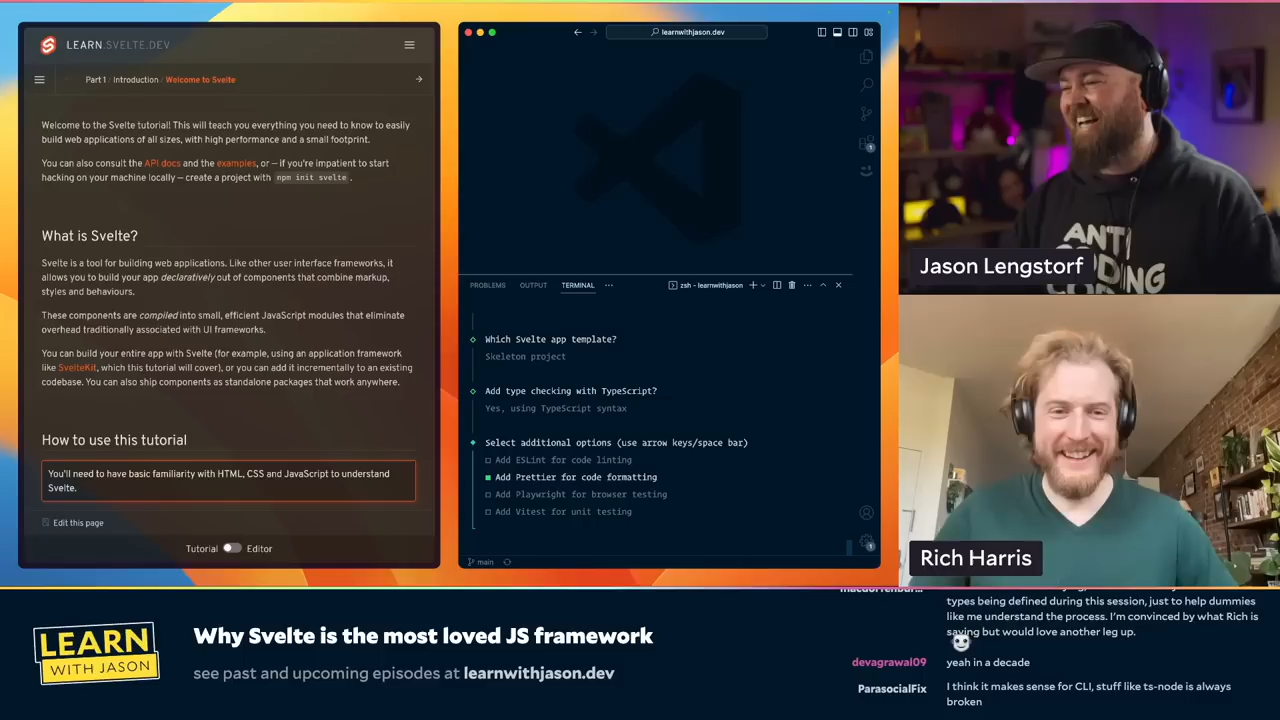 LEARN.SVELTE.DEV
Part 1 / Introduction / Welcome to Svelte
Welcome to the Svelte tutorial! This will teach you everything you need to know to easily
build web applications of all sizes, with high performance and a small footprint.
You can also consult the API docs and the examples, or — if you're impatient to start
hacking on your machine locally — create a project with npm init svelte .
What is Svelte?
Svelte is a tool for building web applications. Like other user interface frameworks, it
allows you to build your app declaratively out of components that combine markup,
styles and behaviours.
These components are compiled into small, efficient JavaScript modules that eliminate
overhead traditionally associated with UI frameworks.
You can build your entire app with Svelte (for example, using an application framework
like SvelteKit, which this tutorial will cover), or you can add it incrementally to an existing
codebase. You can also ship components as standalone packages that work anywhere.
How to use this tutorial
You'll need to have basic familiarity with HTML, CSS and JavaScript to understand
Svelte.
Edit this page
Tutorial Editor
learnwithjason.dev
1
PROBLEMS OUTPUT TERMINAL ... zsh - learnwithjason
Which Svelte app template?
Skeleton project
Add type checking with TypeScript?
Yes, using TypeScript syntax
Select additional options (use arrow keys/space bar)
Add ESLint for code linting
Add Prettier for code formatting
Add Playwright for browser testing
Add Vitest for unit testing
1
main
ANTI
CODING
Jason Lengstorf
Rich Harris
LEARN
WITH JASON
Why Svelte is the most loved JS framework
see past and upcoming episodes at learnwithjason.dev
types being defined during this session, just to help dummies
like me understand the process. I'm convinced by what Rich is
saying but would love another leg up.
devagrawal09 yeah in a decade
ParasocialFix I think it makes sense for CLI, stuff like ts-node is always
broken